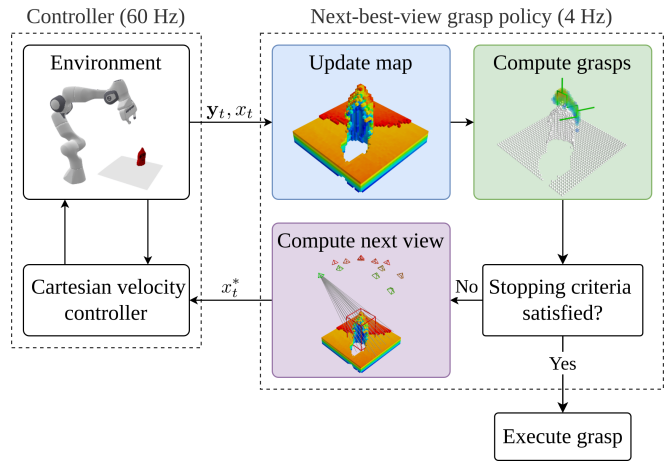 Controller (60 Hz)
Next-best-view grasp policy (4 Hz)
Environment
Update map
Compute grasps
y_t, x_t
Compute next view
Cartesian velocity
controller
x_t^*
No
Stopping criteria
satisfied?
Yes
Execute grasp